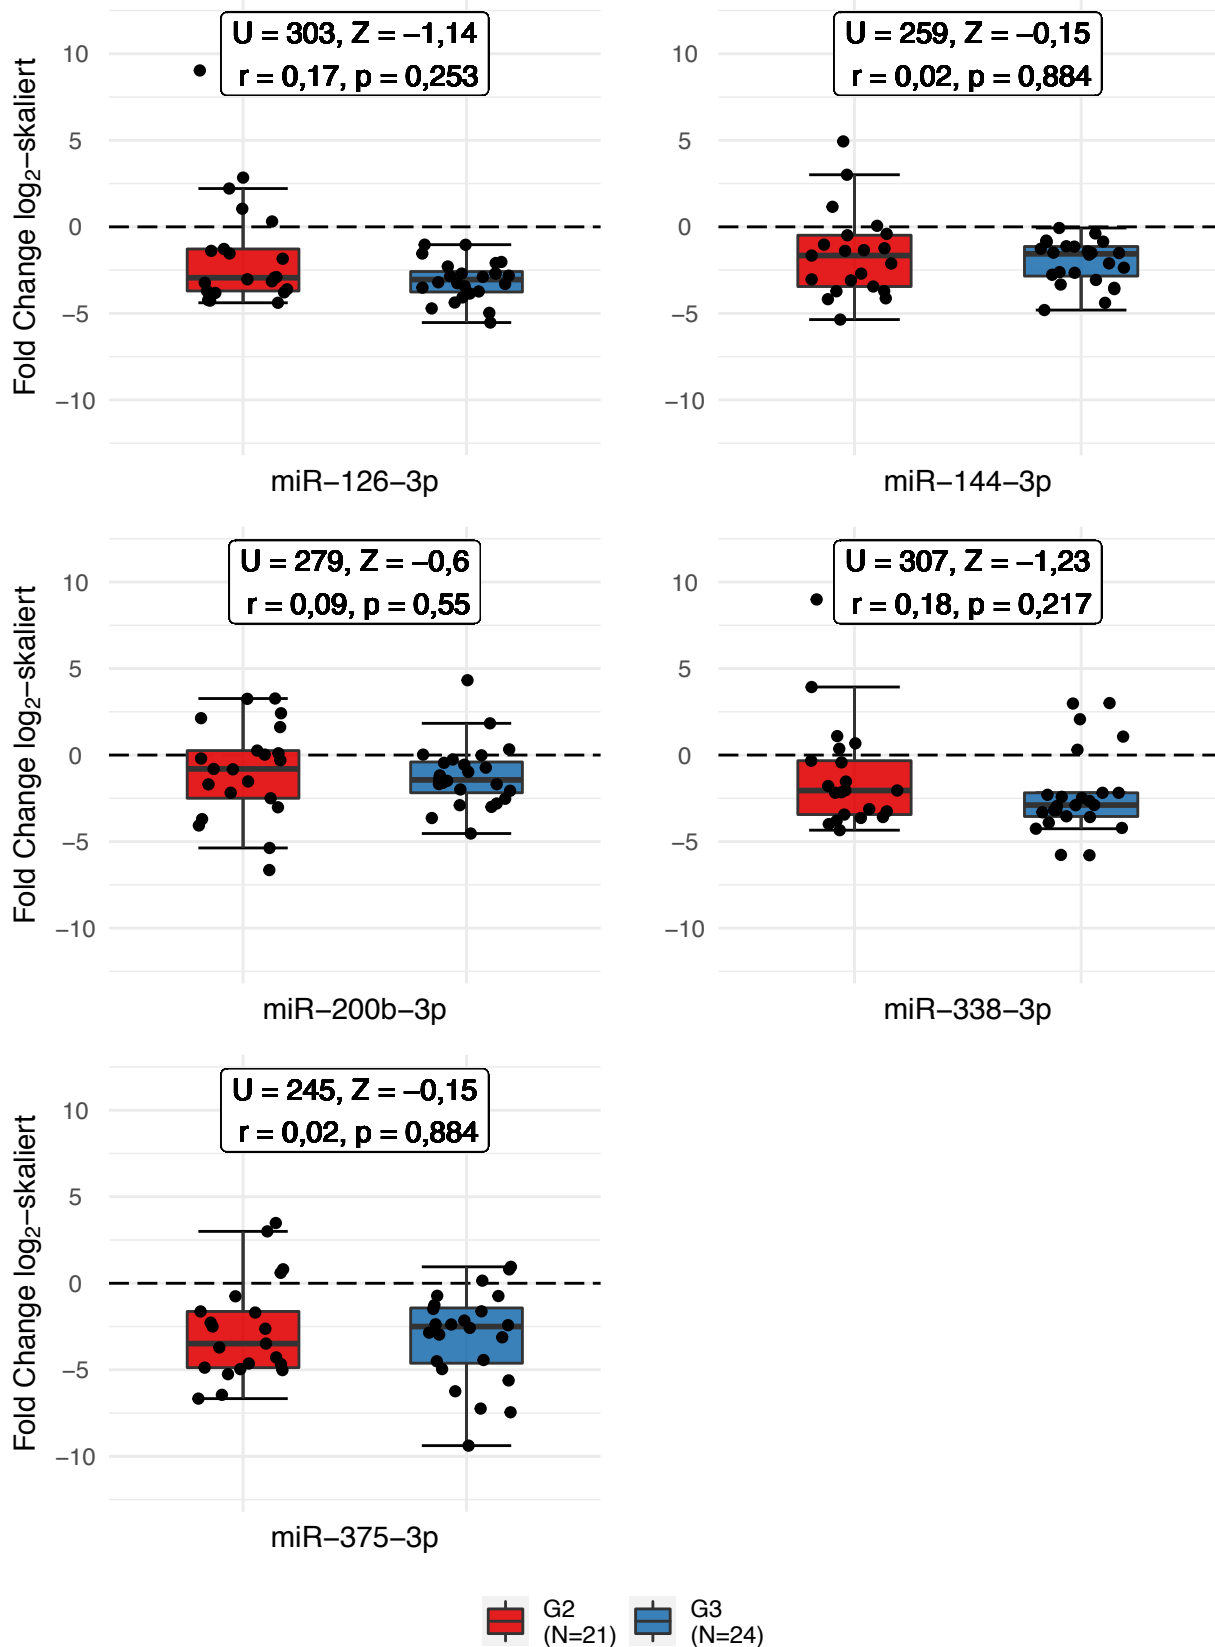 U = 303, Z = −1,14
r = 0,17, p = 0,253
Fold Change log₂−skaliert
10
5
0
−5
−10
miR−126−3p
U = 259, Z = −0,15
r = 0,02, p = 0,884
10
5
0
−5
−10
miR−144−3p
U = 279, Z = −0,6
r = 0,09, p = 0,55
Fold Change log₂−skaliert
10
5
0
−5
−10
miR−200b−3p
U = 307, Z = −1,23
r = 0,18, p = 0,217
10
5
0
−5
−10
miR−338−3p
U = 245, Z = −0,15
r = 0,02, p = 0,884
Fold Change log₂−skaliert
10
5
0
−5
−10
miR−375−3p
G2
(N=21)
G3
(N=24)